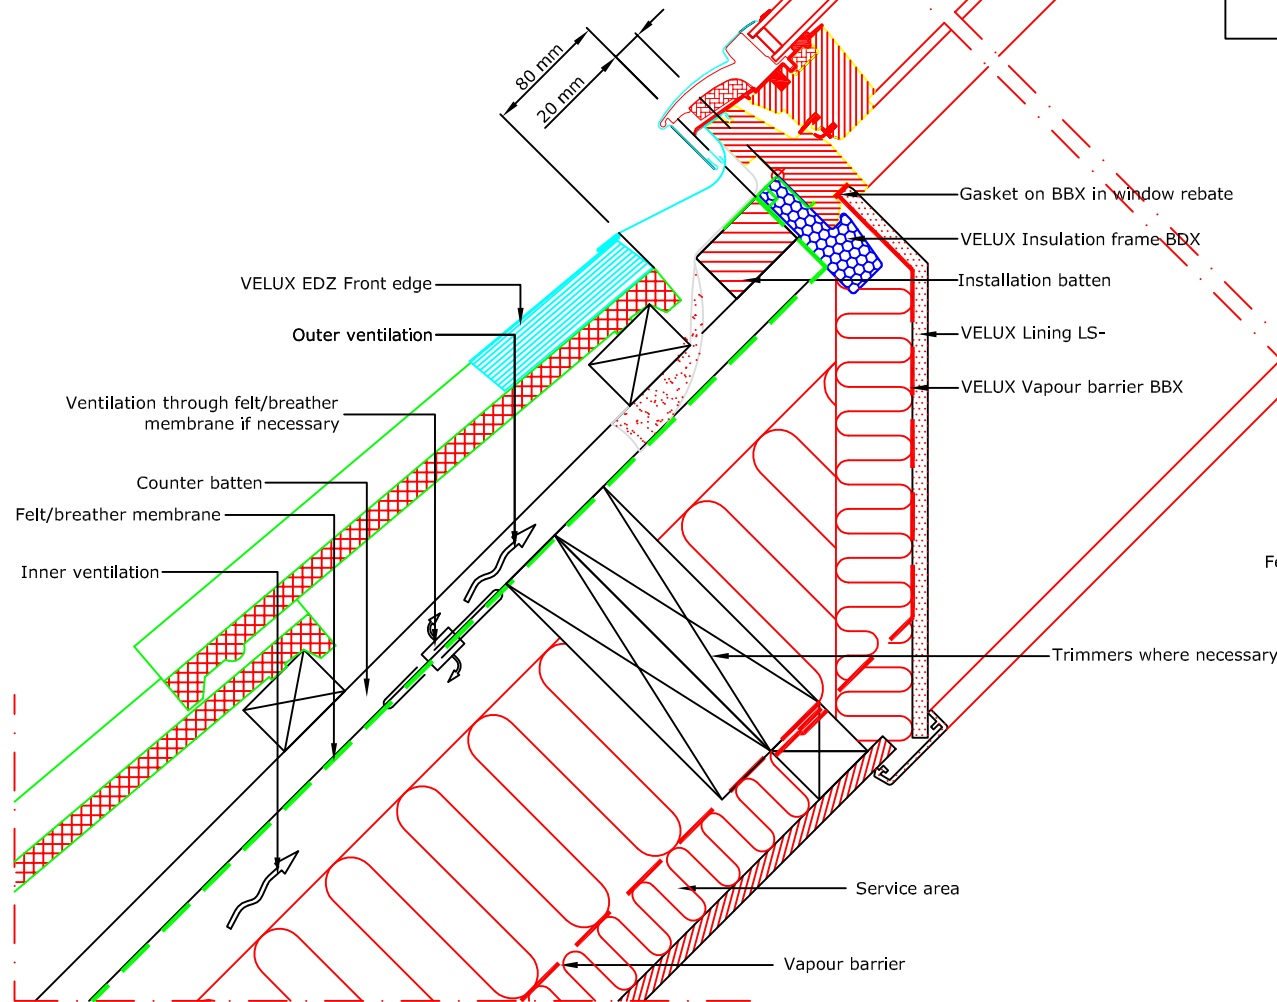 80 mm
20 mm
Gasket on BBX in window rebate
VELUX Insulation frame BDX
VELUX EDZ Front edge
Installation batten
Outer ventilation
VELUX Lining LS-
VELUX Vapour barrier BBX
Ventilation through felt/breather
membrane if necessary
Counter batten
Felt/breather membrane
Inner ventilation
Fe
Trimmers where necessary
Service area
Vapour barrier